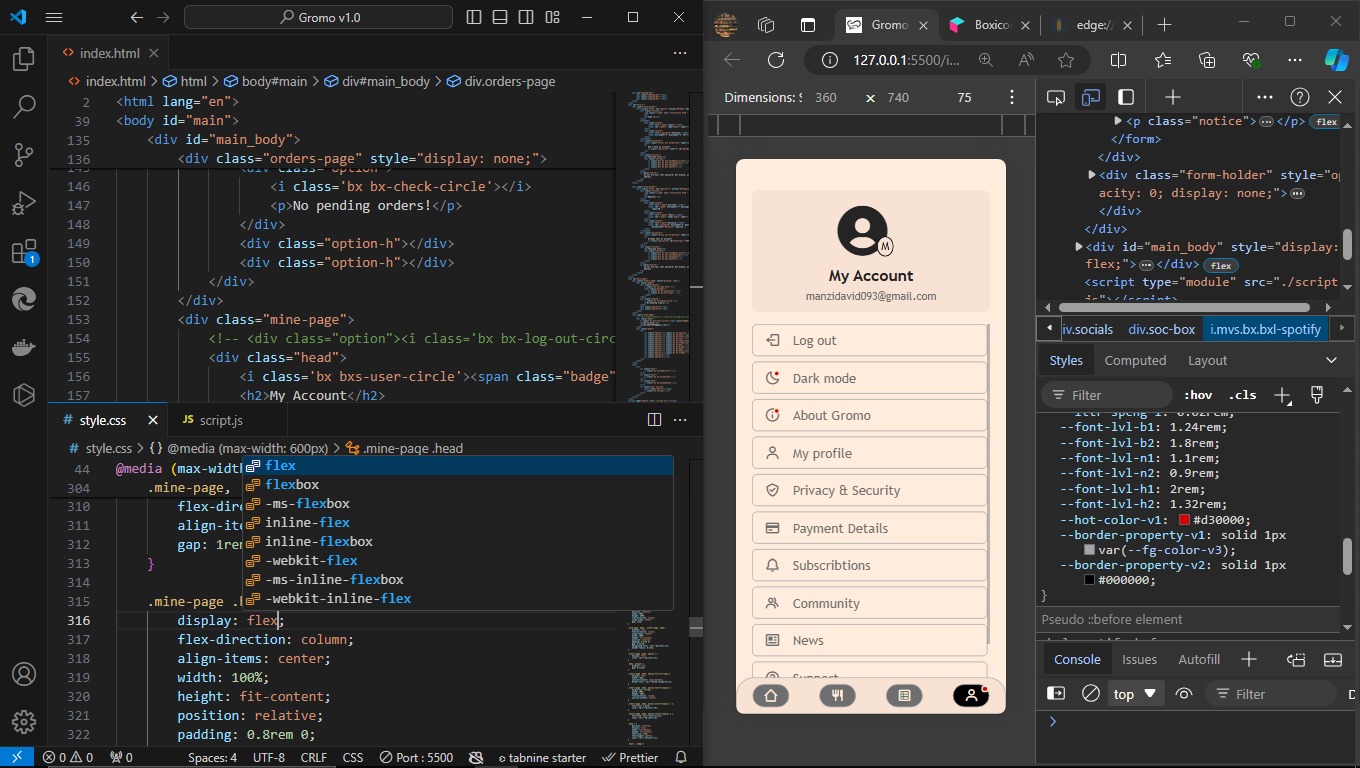 Gromo v1.0
index.html
index.html > html > body#main > div#main_body > div.orders-page
2 <html lang="en">
39 <body id="main">
135 <div id="main_body">
136 <div class="orders-page" style="display: none;">
145 <div class="option">
146 <i class='bx bx-check-circle'></i>
147 <p>No pending orders!</p>
148 </div>
149 <div class="option-h"></div>
150 <div class="option-h"></div>
151 </div>
152 </div>
153 <div class="mine-page">
154 <!-- <div class="option"><i class='bx bx-log-out-circ
155 <div class="head">
156 <i class='bx bxs-user-circle'><span class="badge"
157 <h2>My Account</h2>
style.css
JS script.js
style.css > {} @media (max-width: 600px) > .mine-page .head
44 @media (max-widt
304 .mine-page,
310 flex-dir
311 align-ite
312 gap: 1rem
313 }
314
315 .mine-page .h
316 display: flex;
317 flex-direction: column;
318 align-items: center;
319 width: 100%;
320 height: fit-content;
321 position: relative;
322 padding: 0.8rem 0;
flex
flexbox
-ms-flexbox
inline-flex
inline-flexbox
-webkit-flex
-ms-inline-flexbox
-webkit-inline-flex
1
0 0 0 Spaces: 4 UTF-8 CRLF CSS Port : 5500 tabnine starter Prettier
Gromo
Boxico
edge:/
127.0.0.1:5500/i...
Dimensions: S 360 × 740 75
My Account
M
manzidavid093@gmail.com
Log out
Dark mode
About Gromo
My profile
Privacy & Security
Payment Details
Subscribtions
Community
News
Support
<p class="notice"> </p> flex
</form>
</div>
<div class="form-holder" style="op
acity: 0; display: none;">
</div>
</div>
<div id="main_body" style="display:
flex;"> </div> flex
<script type="module" src="./script
js"></script>
iv.socials div.soc-box i.mvs.bx.bxl-spotify
Styles Computed Layout
Filter :hov .cls
--font-lvl-b1: 1.24rem;
--font-lvl-b2: 1.8rem;
--font-lvl-n1: 1.1rem;
--font-lvl-n2: 0.9rem;
--font-lvl-h1: 2rem;
--font-lvl-h2: 1.32rem;
--hot-color-v1: #d30000;
--border-property-v1: solid 1px
var(--fg-color-v3);
--border-property-v2: solid 1px
#000000;
}
Pseudo ::before element
Console Issues Autofill
top Filter D